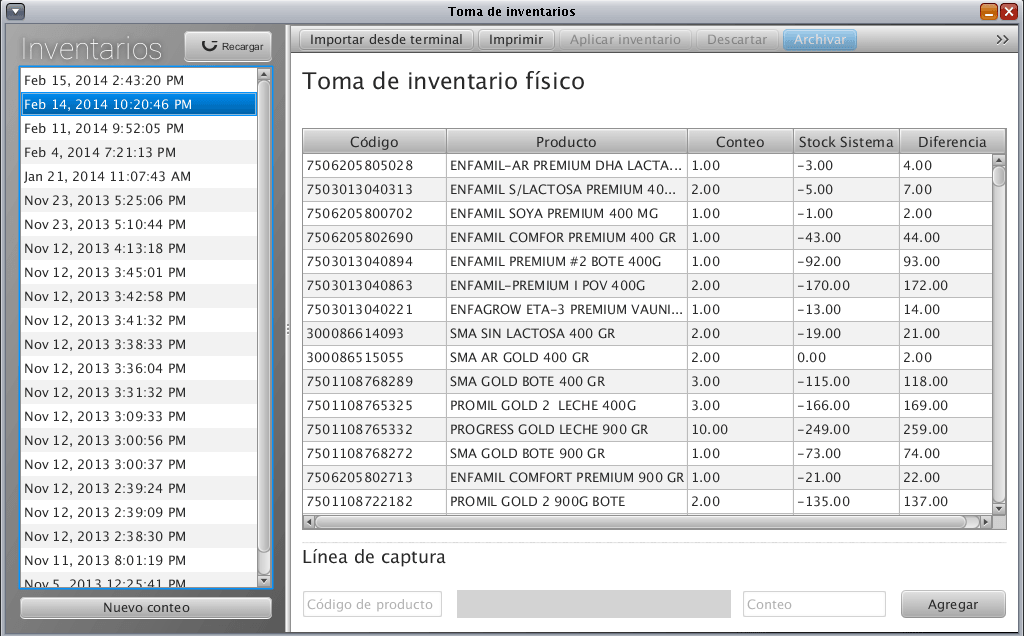 Toma de inventarios
Inventarios
Recargar
Feb 15, 2014 2:43:20 PM
Feb 14, 2014 10:20:46 PM
Feb 11, 2014 9:52:05 PM
Feb 4, 2014 7:21:13 PM
Jan 21, 2014 11:07:43 AM
Nov 23, 2013 5:25:06 PM
Nov 23, 2013 5:10:44 PM
Nov 12, 2013 4:13:18 PM
Nov 12, 2013 3:45:01 PM
Nov 12, 2013 3:42:58 PM
Nov 12, 2013 3:41:32 PM
Nov 12, 2013 3:38:33 PM
Nov 12, 2013 3:36:04 PM
Nov 12, 2013 3:31:32 PM
Nov 12, 2013 3:09:33 PM
Nov 12, 2013 3:00:56 PM
Nov 12, 2013 3:00:37 PM
Nov 12, 2013 2:39:24 PM
Nov 12, 2013 2:39:09 PM
Nov 12, 2013 2:38:30 PM
Nov 11, 2013 8:01:19 PM
Nov 5, 2013 12:25:41 PM
Nuevo conteo
Importar desde terminal Imprimir Aplicar inventario Descartar Archivar >>
Toma de inventario físico
Código Producto Conteo Stock Sistema Diferencia
7506205805028 ENFAMIL-AR PREMIUM DHA LACTA... 1.00 -3.00 4.00
7503013040313 ENFAMIL S/LACTOSA PREMIUM 40... 2.00 -5.00 7.00
7506205800702 ENFAMIL SOYA PREMIUM 400 MG 1.00 -1.00 2.00
7506205802690 ENFAMIL COMFOR PREMIUM 400 GR 1.00 -43.00 44.00
7503013040894 ENFAMIL PREMIUM #2 BOTE 400G 1.00 -92.00 93.00
7503013040863 ENFAMIL-PREMIUM I POV 400G 2.00 -170.00 172.00
7503013040221 ENFAGROW ETA-3 PREMIUM VAUNI... 1.00 -13.00 14.00
300086614093 SMA SIN LACTOSA 400 GR 2.00 -19.00 21.00
300086515055 SMA AR GOLD 400 GR 2.00 0.00 2.00
7501108768289 SMA GOLD BOTE 400 GR 3.00 -115.00 118.00
7501108765325 PROMIL GOLD 2 LECHE 400G 3.00 -166.00 169.00
7501108765332 PROGRESS GOLD LECHE 900 GR 10.00 -249.00 259.00
7501108768272 SMA GOLD BOTE 900 GR 1.00 -73.00 74.00
7506205802713 ENFAMIL COMFORT PREMIUM 900 GR 1.00 -21.00 22.00
7501108722182 PROMIL GOLD 2 900G BOTE 2.00 -135.00 137.00
Línea de captura
Código de producto Conteo Agregar